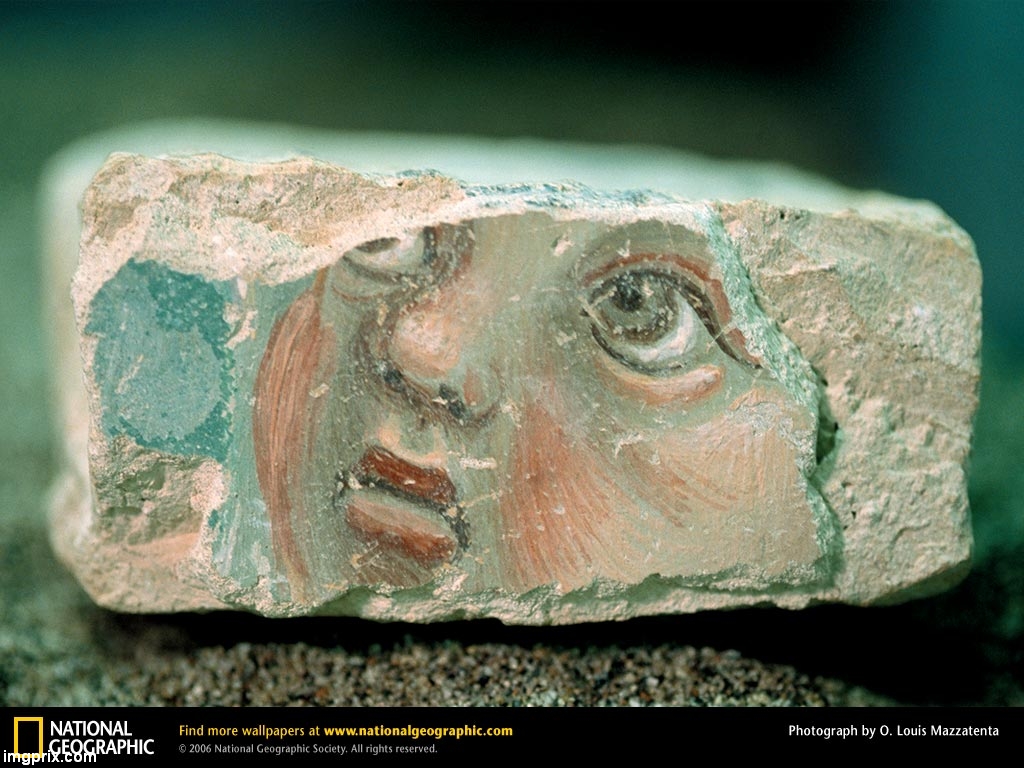 NATIONAL
GEOGRAPHIC
Find more wallpapers at www.nationalgeographic.com
© 2006 National Geographic Society. All rights reserved.
Photograph by O. Louis Mazzatenta
imgprix.com